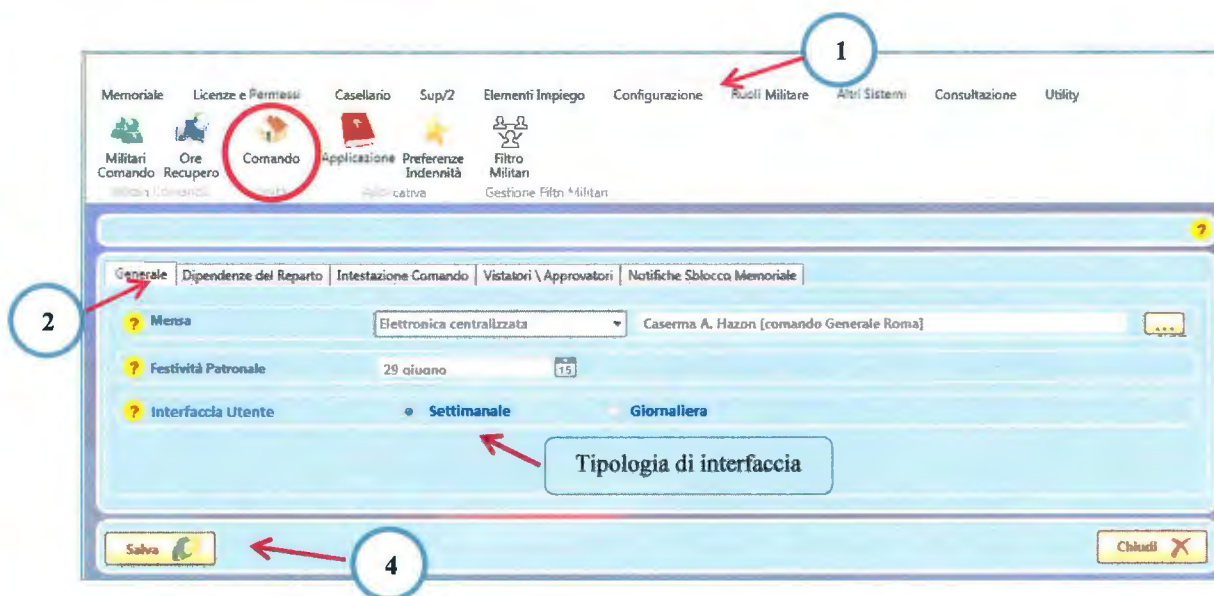 1
Memoriale Licenze e Permessi Casellario Sup/2 Elementi Impiego Configurazione Ruoli Militare Altri Sistemi Consultazione Utility
Militari Comando Ore Recupero Comando Applicazione Preferenze Indennità Filtro Militari
Gestione Filtri Militari
?
Generale Dipendenze del Reparto Intestazione Comando Vistatori \ Approvatori Notifiche Sblocco Memoriale
2
? Mensa Elettronica centralizzata Caserma A. Hazon [comando Generale Roma] ...
? Festività Patronale 29 giugno 15
? Interfaccia Utente Settimanale Giornaliera
Tipologia di interfaccia
Salva Chiudi
4